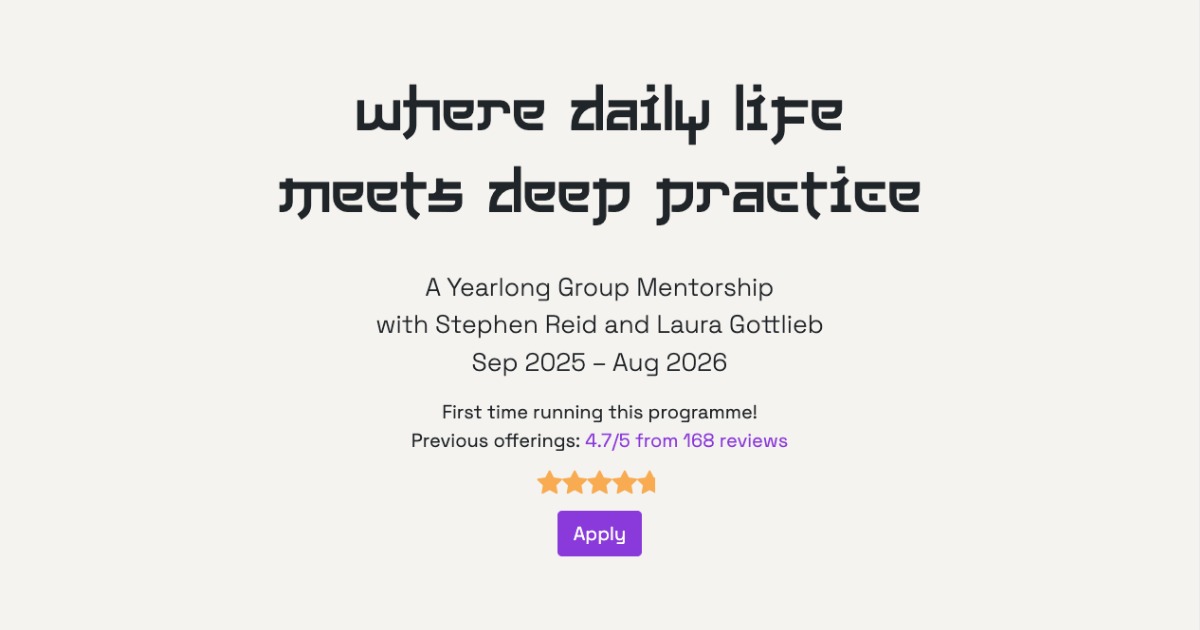 where daily life
meets deep practice
A Yearlong Group Mentorship
with Stephen Reid and Laura Gottlieb
Sep 2025 – Aug 2026
First time running this programme!
Previous offerings: 4.7/5 from 168 reviews
Apply